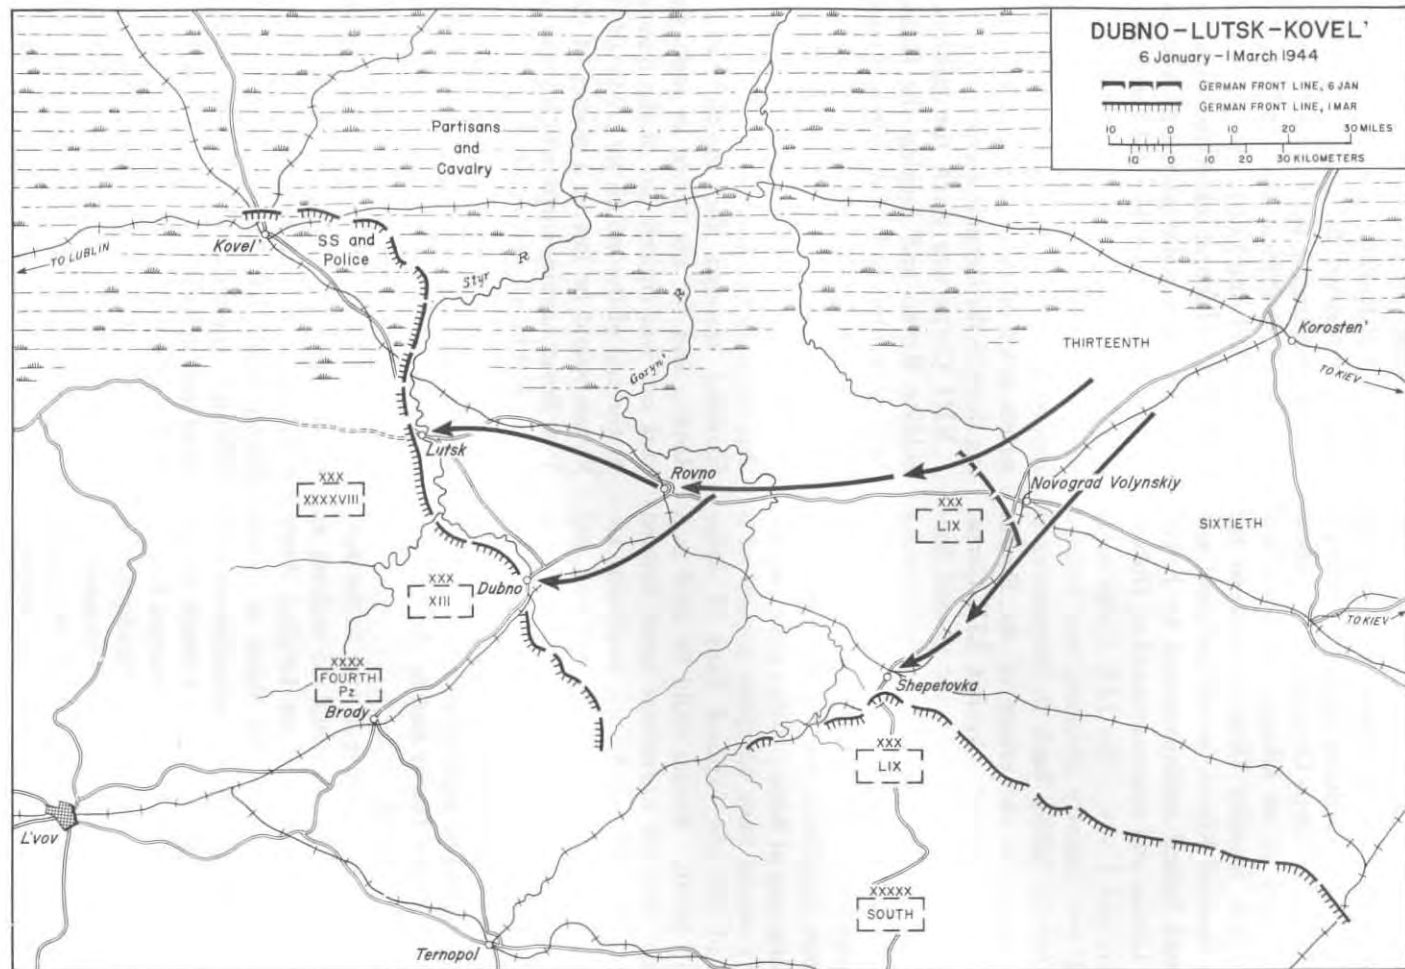 DUBNO-LUTSK-KOVEL'
6 January-1 March 1944
GERMAN FRONT LINE, 6 JAN
GERMAN FRONT LINE, 1 MAR
10 0 10 20 30 MILES
10 0 10 20 30 KILOMETERS
Partisans
and
Cavalry
Kovel'
SS and
Police
TO LUBLIN
Styr R
Goryn' R
THIRTEENTH
Korosten'
TO KIEV
Lutsk
Rovno
Novograd Volynskiy
XXX
XXXXVIII
XXX
LIX
SIXTIETH
Dubno
XXX
XIII
TO KIEV
XXXX
FOURTH
Pz
Brody
Shepetovka
XXX
LIX
L'vov
XXXXX
SOUTH
Ternopol